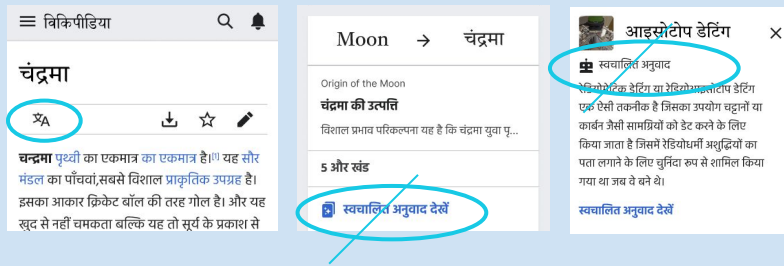 विकिपीडिया
चंद्रमा
चन्द्रमा पृथ्वी का एकमात्र का एकमात्र है।[1] यह सौर
मंडल का पाँचवां,सबसे विशाल प्राकृतिक उपग्रह है।
इसका आकार क्रिकेट बॉल की तरह गोल है। और यह
खुद से नहीं चमकता बल्कि यह तो सूर्य के प्रकाश से
Moon → चंद्रमा
Origin of the Moon
चंद्रमा की उत्पत्ति
विशाल प्रभाव परिकल्पना यह है कि चंद्रमा युवा पृ...
5 और खंड
स्वचालित अनुवाद देखें
आइसोटोप डेटिंग
स्वचालित अनुवाद
रेडियोमेट्रिक डेटिंग या रेडियोआइसोटोप डेटिंग
एक ऐसी तकनीक है जिसका उपयोग चट्टानों या
कार्बन जैसी सामग्रियों को डेट करने के लिए
किया जाता है जिसमें रेडियोधर्मी अशुद्धियों का
पता लगाने के लिए चुनिंदा रूप से शामिल किया
गया था जब वे बने थे।
स्वचालित अनुवाद देखें